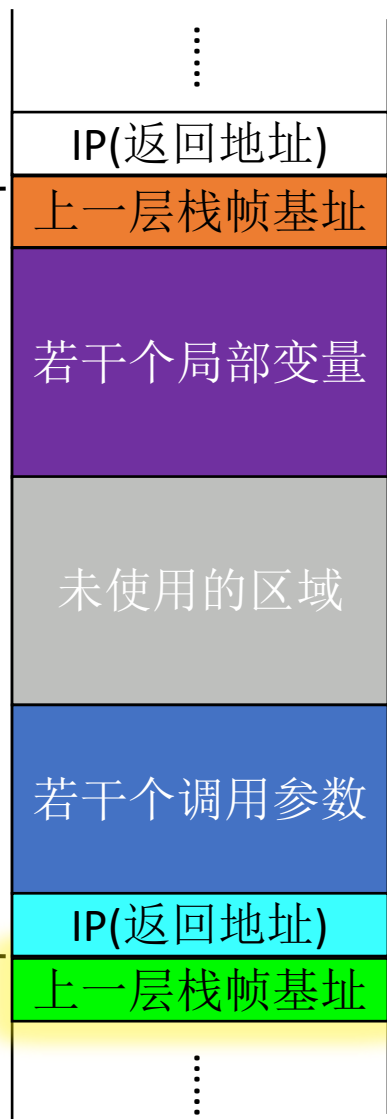 ......
IP(返回地址)
上一层栈帧基址
若干个局部变量
未使用的区域
若干个调用参数
IP(返回地址)
上一层栈帧基址
......